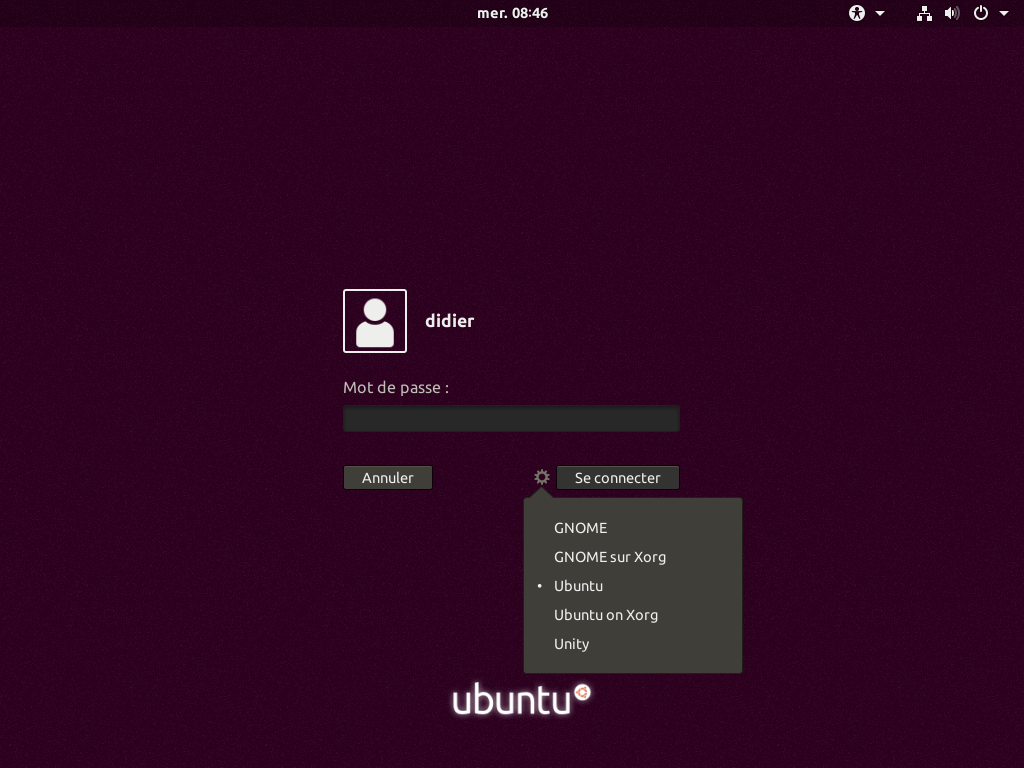 mer. 08:46
didier
Mot de passe :
Annuler
Se connecter
GNOME
GNOME sur Xorg
• Ubuntu
Ubuntu on Xorg
Unity
ubuntu